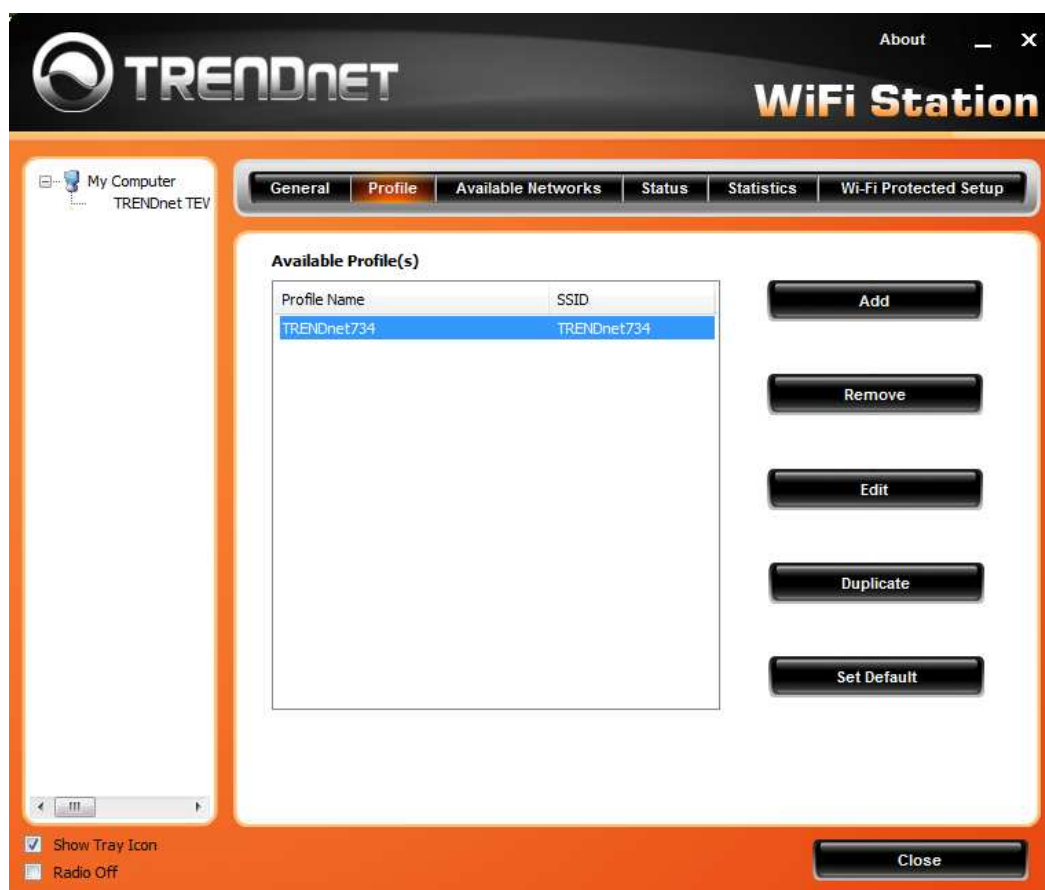 TRENDNET
About
WiFi Station
My Computer
TRENDnet TEW
General Profile Available Networks Status Statistics Wi-Fi Protected Setup
Available Profile(s)
Profile Name SSID
TRENDnet734 TRENDnet734
Add
Remove
Edit
Duplicate
Set Default
Show Tray Icon
Radio Off
Close